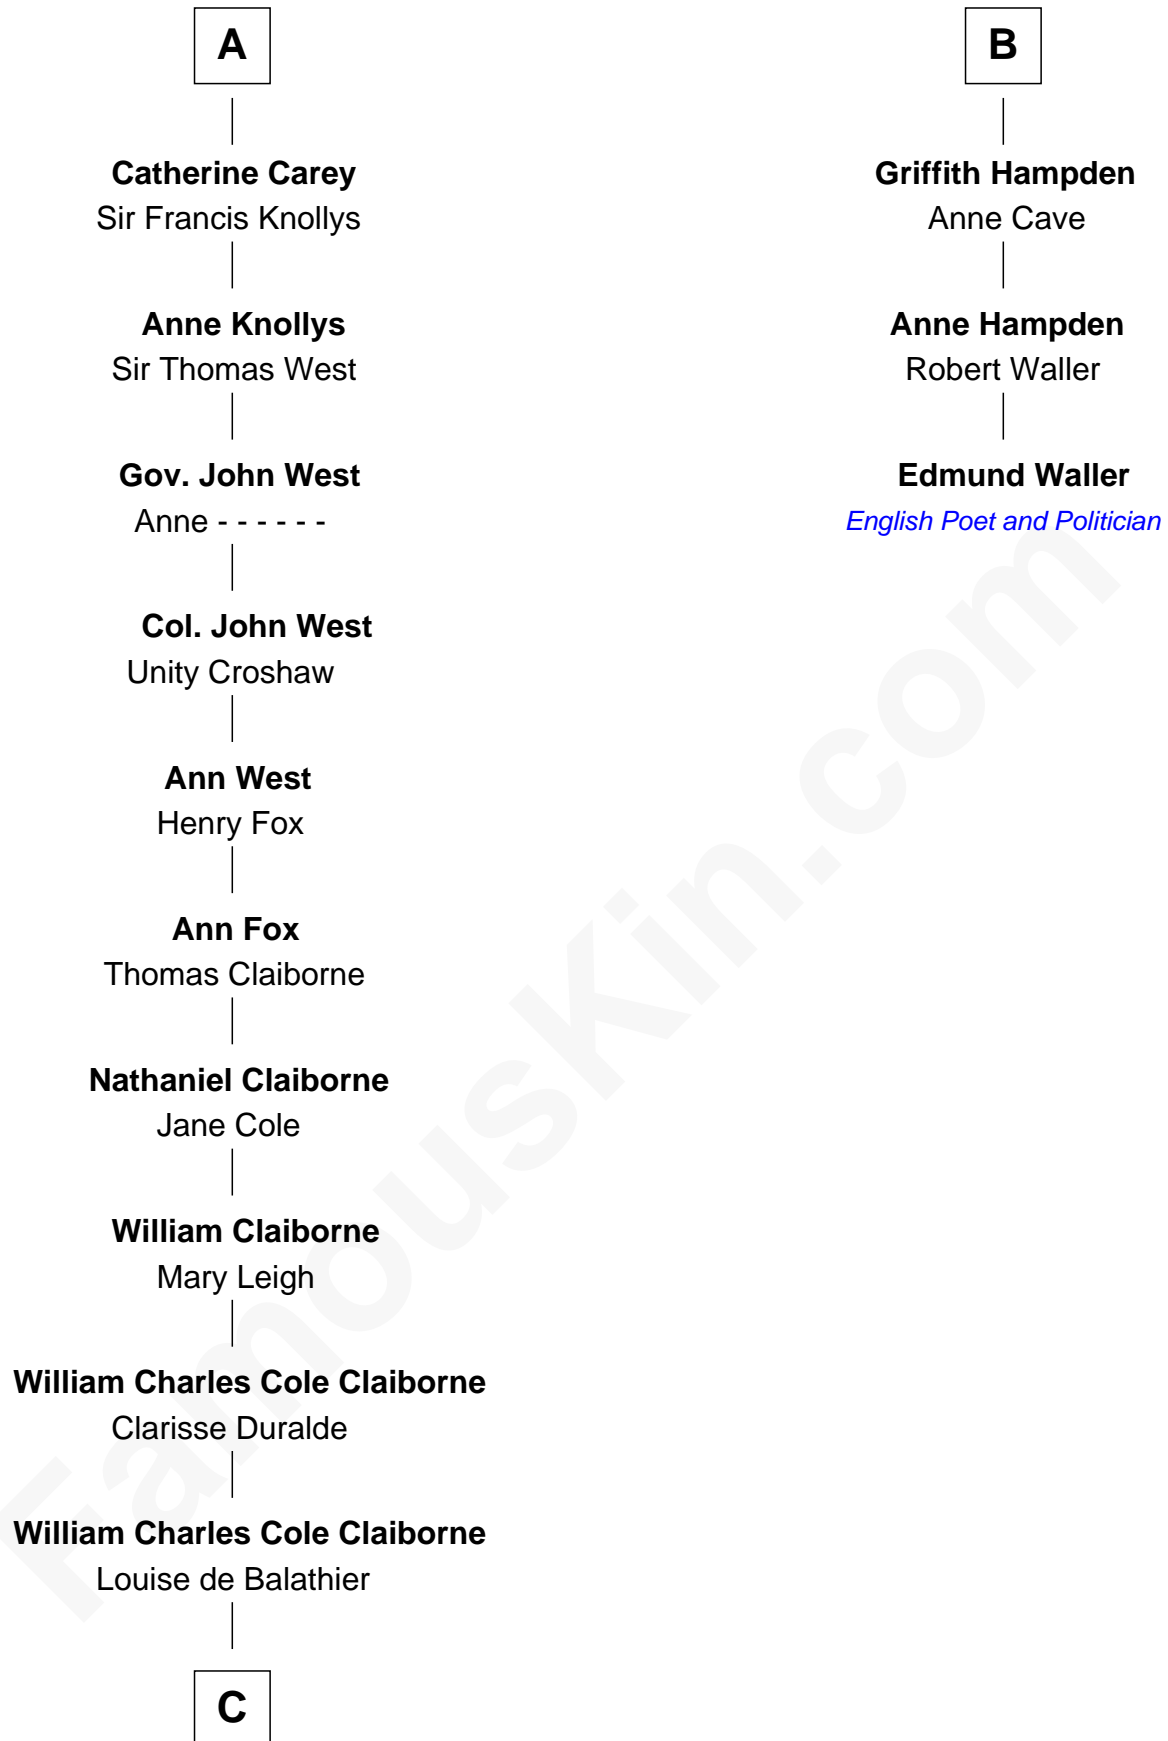 A
Catherine Carey
Sir Francis Knollys
Anne Knollys
Sir Thomas West
Gov. John West
Anne - - - - - -
Col. John West
Unity Croshaw
Ann West
Henry Fox
Ann Fox
Thomas Claiborne
Nathaniel Claiborne
Jane Cole
William Claiborne
Mary Leigh
William Charles Cole Claiborne
Clarisse Duralde
William Charles Cole Claiborne
Louise de Balathier
C
B
Griffith Hampden
Anne Cave
Anne Hampden
Robert Waller
Edmund Waller
English Poet and Politician
FamousKin.com